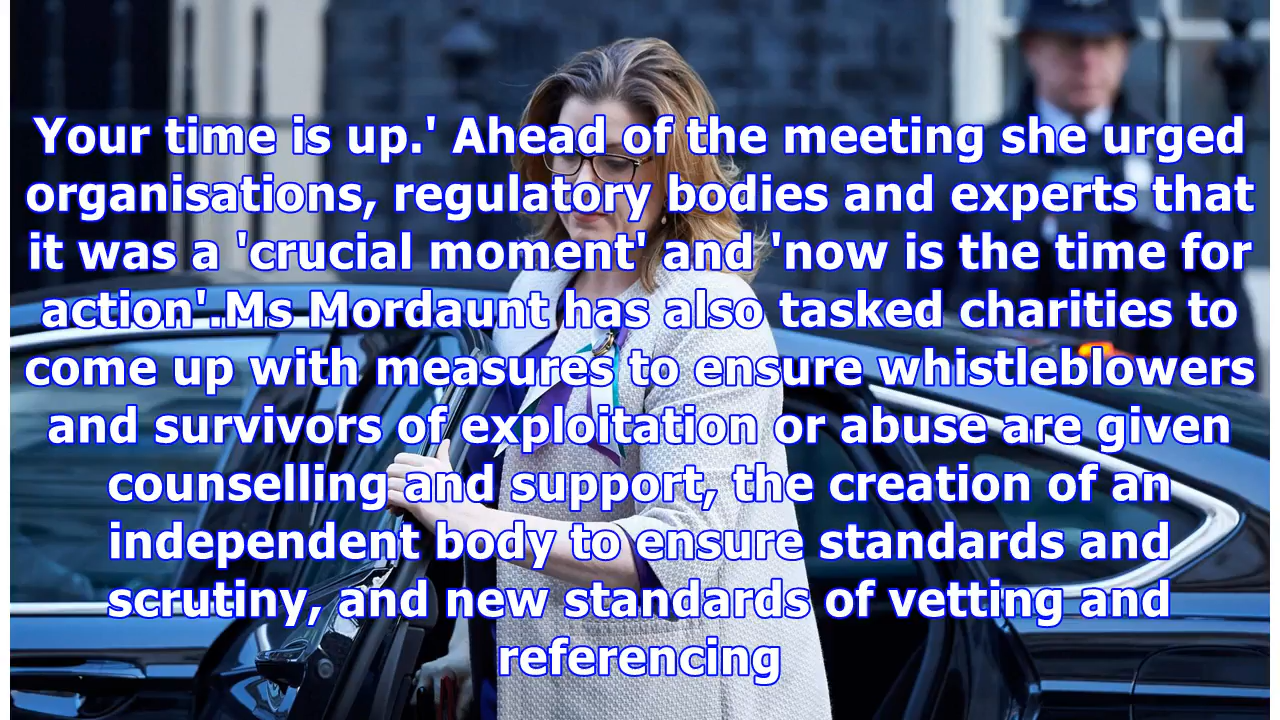 Your time is up.' Ahead of the meeting she urged
organisations, regulatory bodies and experts that
it was a 'crucial moment' and 'now is the time for
action'.Ms Mordaunt has also tasked charities to
come up with measures to ensure whistleblowers
and survivors of exploitation or abuse are given
counselling and support, the creation of an
independent body to ensure standards and
scrutiny, and new standards of vetting and
referencing